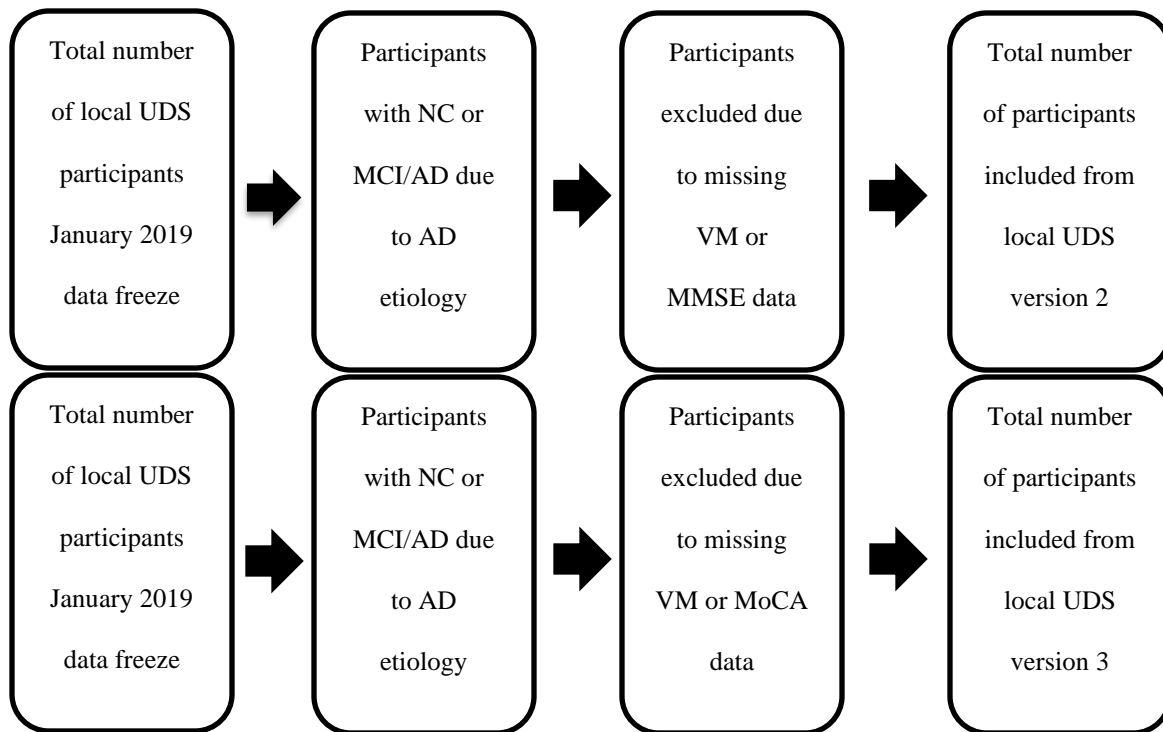 Total number
of local UDS
participants
January 2019
data freeze
Participants
with NC or
MCI/AD due
to AD
etiology
Participants
excluded due
to missing
VM or
MMSE data
Total number
of participants
included from
local UDS
version 2
Total number
of local UDS
participants
January 2019
data freeze
Participants
with NC or
MCI/AD due
to AD
etiology
Participants
excluded due
to missing
VM or MoCA
data
Total number
of participants
included from
local UDS
version 3